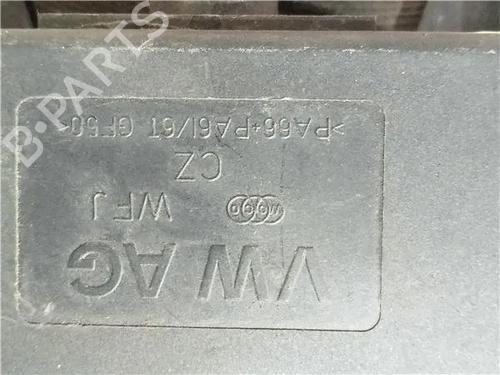 VW AG
WFJ
CZ
>PA66+PA6I/6T GF50<
B-PARTS